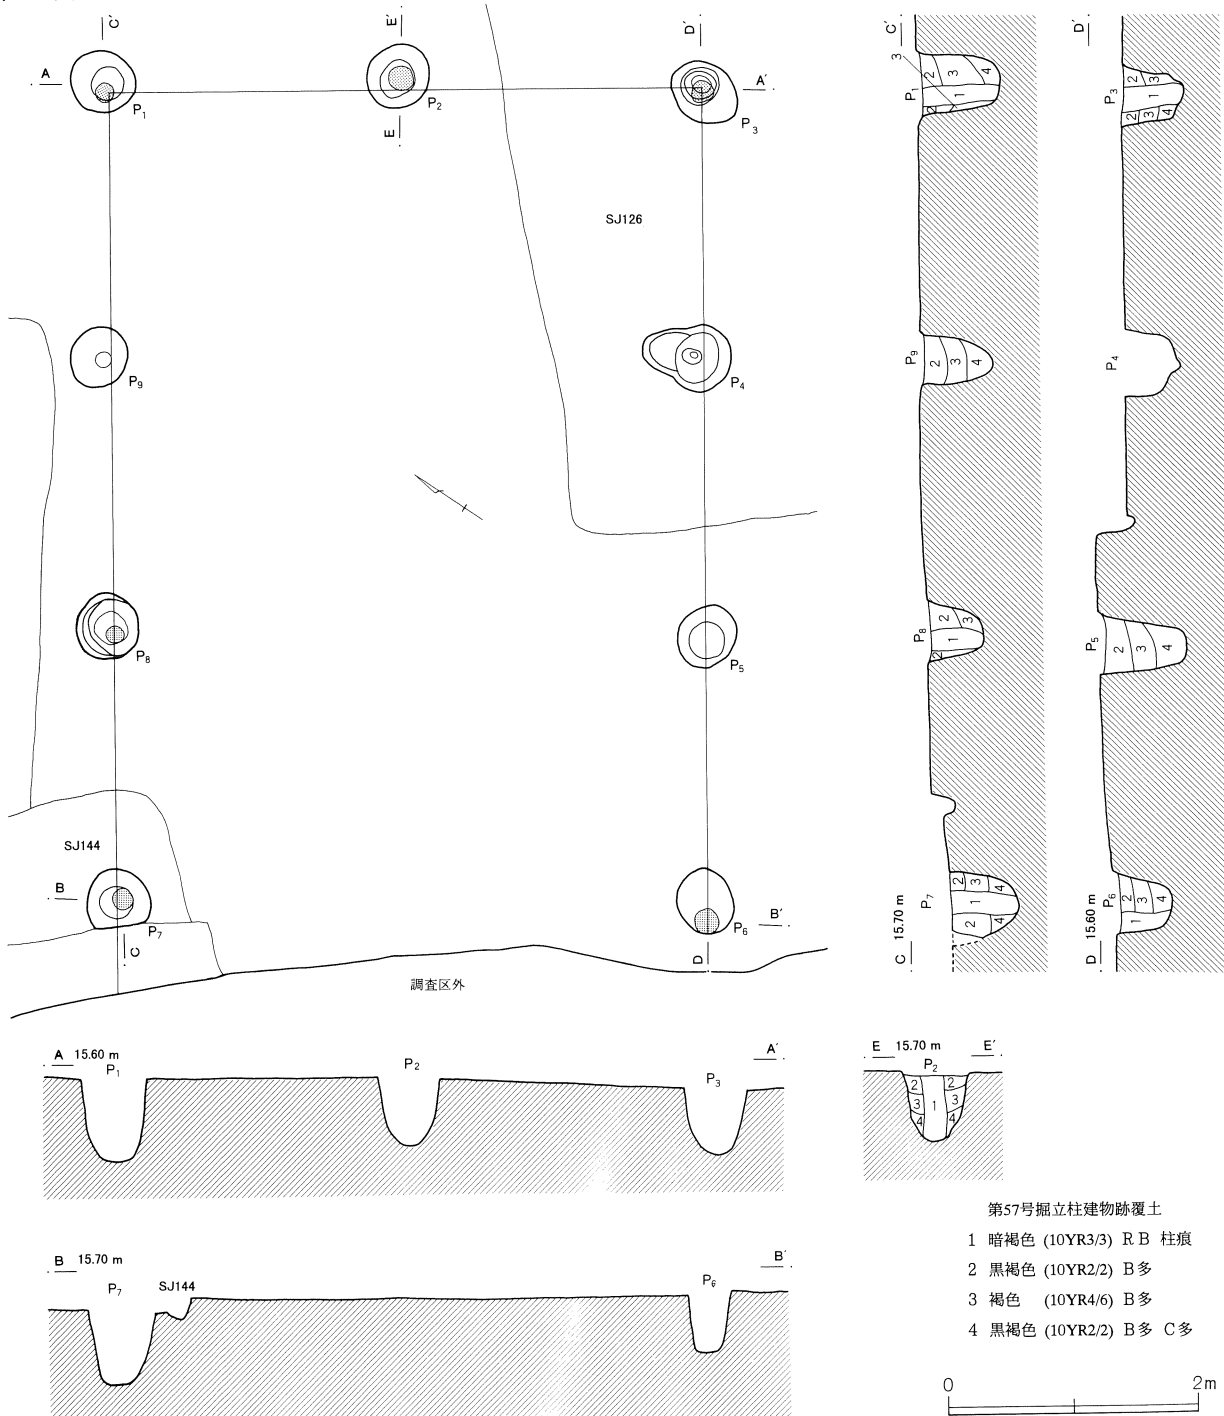 C′
E′
D′
A
A′
P1
P2
P3
E
SJ126
P9
P4
P8
P5
SJ144
B
B′
P7
P6
C
D
調査区外
C′
D′
3
P1
2 3 4
1
2
P3
2 3
1
2 3 4
P9
2 3 4
P4
P8
2 3
1
2
P5
2 3 4
P7
2 3 4
1
2 4
P6
2 3 4
1
C 15.70 m
D 15.60 m
A 15.60 m
A′
P1
P2
P3
E 15.70 m E′
P2
2 2
3 1 3
4 4
B 15.70 m
B′
P7
SJ144
P6
第57号掘立柱建物跡覆土
1 暗褐色 (10YR3/3) ＲＢ 柱痕
2 黒褐色 (10YR2/2) Ｂ多
3 褐色 (10YR4/6) Ｂ多
4 黒褐色 (10YR2/2) Ｂ多 Ｃ多
0 2m